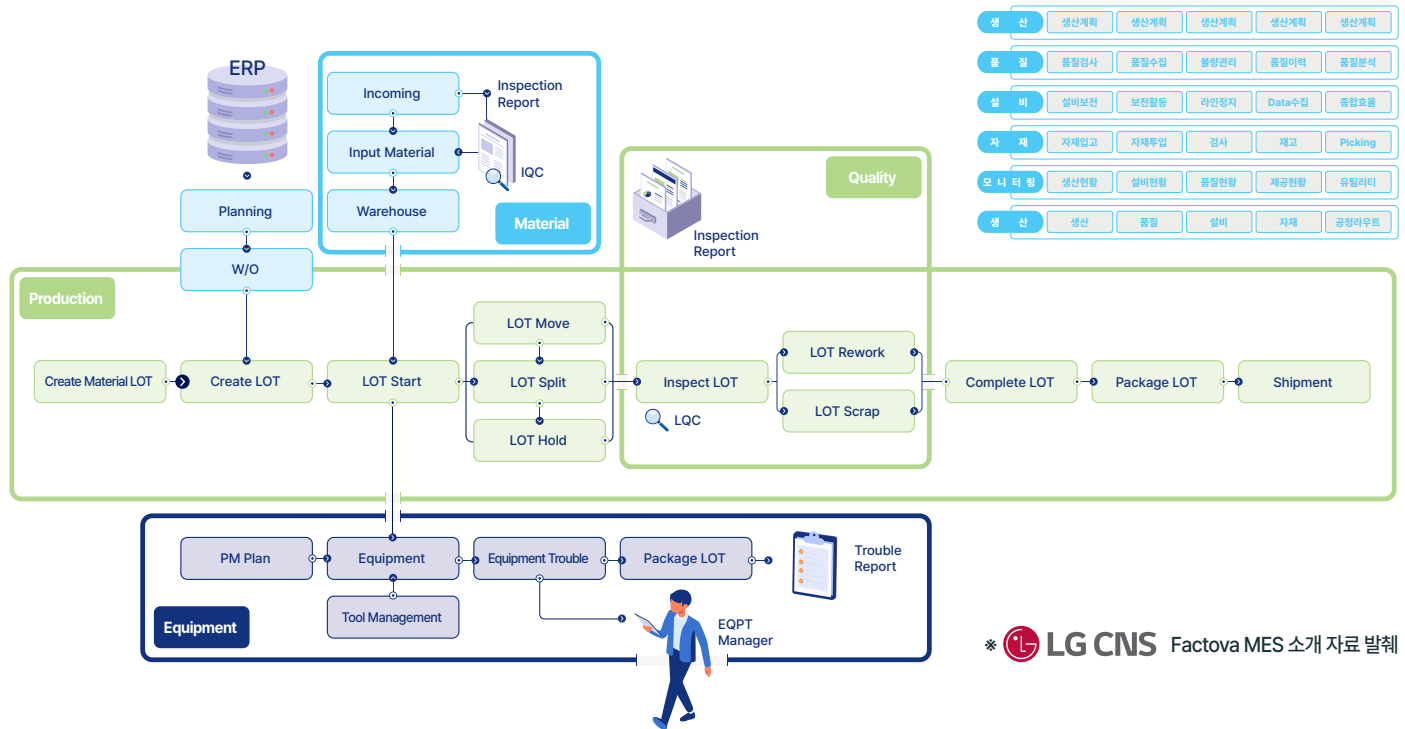 생 산 생산계획 생산계획 생산계획 생산계획 생산계획
품 질 품질검사 품질수집 불량관리 품질이력 품질분석
설 비 설비보전 보전활동 라인정지 Data수집 종합효율
자 재 자재입고 자재투입 검사 재고 Picking
모 니 터 링 생산현황 설비현황 품질현황 재공현황 유틸리티
생 산 생산 품질 설비 자재 공정라우트
ERP
Planning
W/O
Incoming
Inspection
Report
Input Material
IQC
Warehouse
Material
Quality
Inspection
Report
Production
Create Material LOT
Create LOT
LOT Start
LOT Move
LOT Split
LOT Hold
Inspect LOT
LQC
LOT Rework
LOT Scrap
Complete LOT
Package LOT
Shipment
PM Plan
Equipment
Equipment Trouble
Package LOT
Trouble
Report
Tool Management
Equipment
EQPT
Manager
※ LG CNS Factova MES 소개 자료 발췌